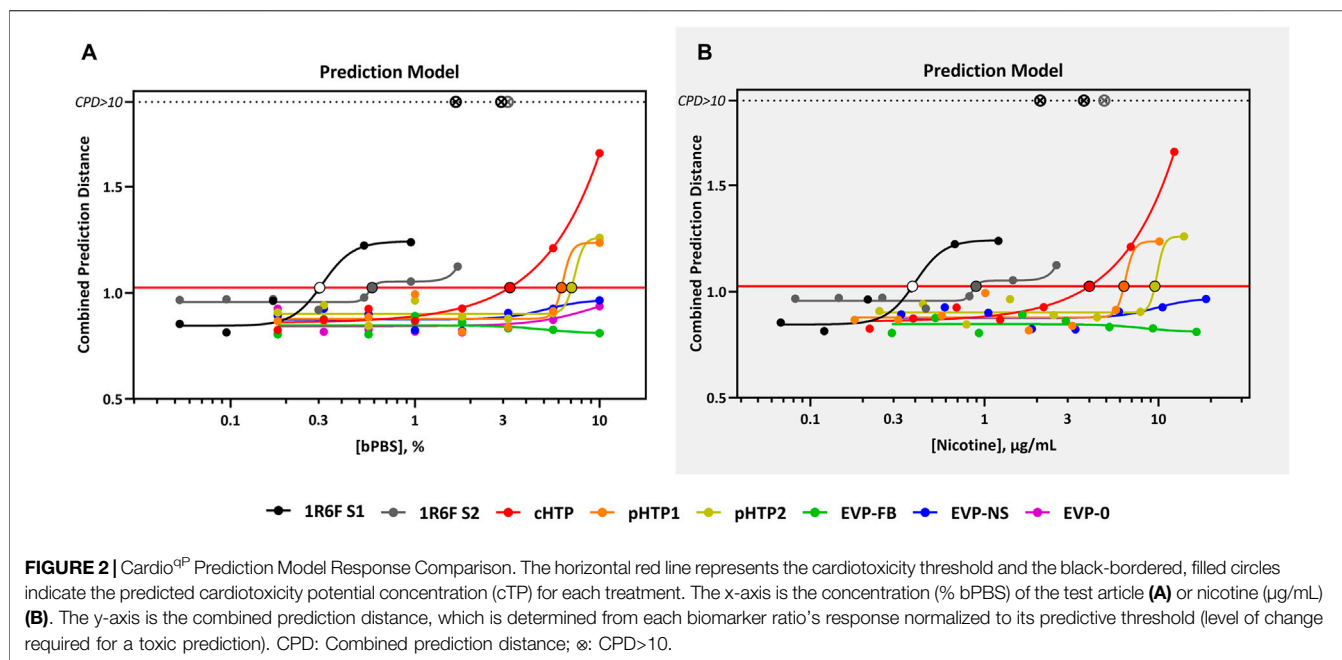 A
Prediction Model
CPD>10
1.5
1.0
0.5
Combined Prediction Distance
0.1 0.3 1 3 10
[bPBS], %
B
Prediction Model
CPD>10
1.5
1.0
0.5
Combined Prediction Distance
0.1 0.3 1 3 10
[Nicotine], µg/mL
1R6F S1 1R6F S2 cHTP pHTP1 pHTP2 EVP-FB EVP-NS EVP-0
FIGURE 2 | Cardio^qP Prediction Model Response Comparison. The horizontal red line represents the cardiotoxicity threshold and the black-bordered, filled circles
indicate the predicted cardiotoxicity potential concentration (cTP) for each treatment. The x-axis is the concentration (% bPBS) of the test article (A) or nicotine (µg/mL)
(B). The y-axis is the combined prediction distance, which is determined from each biomarker ratio's response normalized to its predictive threshold (level of change
required for a toxic prediction). CPD: Combined prediction distance; ⊗: CPD>10.